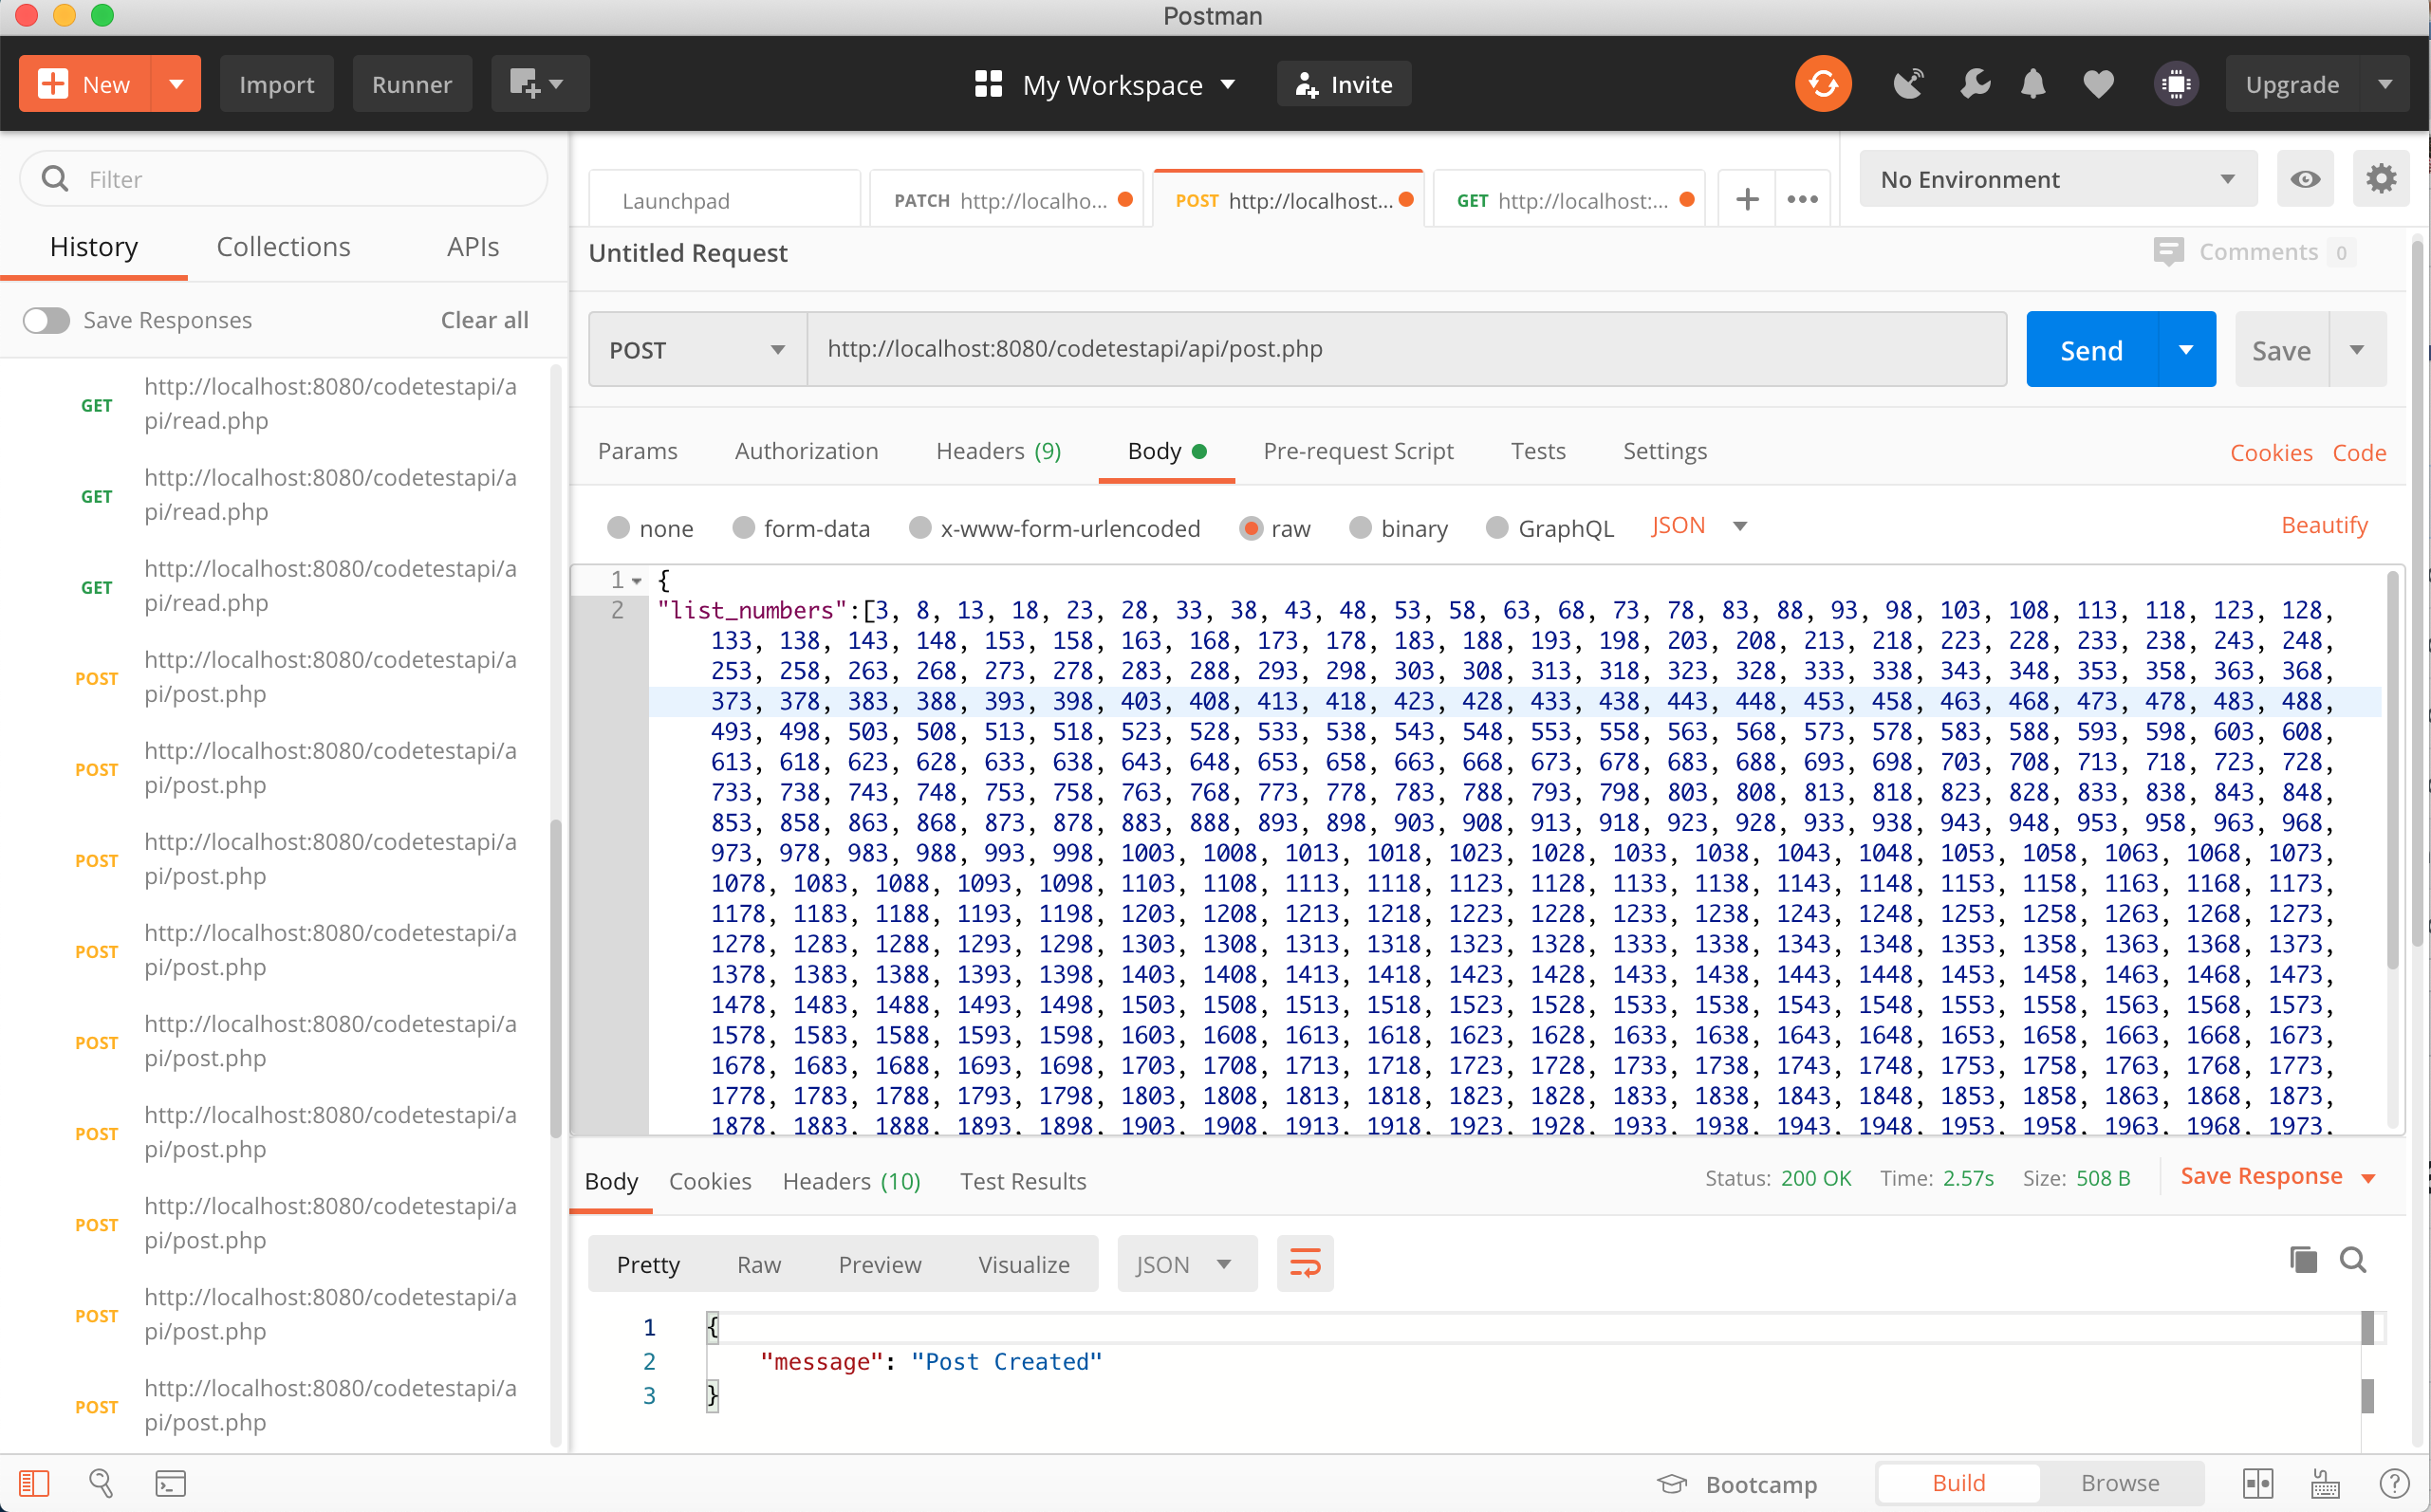 Postman
New Import Runner My Workspace Invite Upgrade
Filter
History Collections APIs
Save Responses Clear all
GET http://localhost:8080/codetestapi/a
pi/read.php
GET http://localhost:8080/codetestapi/a
pi/read.php
GET http://localhost:8080/codetestapi/a
pi/read.php
POST http://localhost:8080/codetestapi/a
pi/post.php
POST http://localhost:8080/codetestapi/a
pi/post.php
POST http://localhost:8080/codetestapi/a
pi/post.php
POST http://localhost:8080/codetestapi/a
pi/post.php
POST http://localhost:8080/codetestapi/a
pi/post.php
POST http://localhost:8080/codetestapi/a
pi/post.php
POST http://localhost:8080/codetestapi/a
pi/post.php
POST http://localhost:8080/codetestapi/a
pi/post.php
POST http://localhost:8080/codetestapi/a
pi/post.php
Launchpad PATCH http://localho... POST http://localhost... GET http://localhost:... No Environment
Untitled Request Comments 0
POST http://localhost:8080/codetestapi/api/post.php Send Save
Params Authorization Headers (9) Body Pre-request Script Tests Settings Cookies Code
none form-data x-www-form-urlencoded raw binary GraphQL JSON Beautify
1 {
2 "list_numbers":[3, 8, 13, 18, 23, 28, 33, 38, 43, 48, 53, 58, 63, 68, 73, 78, 83, 88, 93, 98, 103, 108, 113, 118, 123, 128,
133, 138, 143, 148, 153, 158, 163, 168, 173, 178, 183, 188, 193, 198, 203, 208, 213, 218, 223, 228, 233, 238, 243, 248,
253, 258, 263, 268, 273, 278, 283, 288, 293, 298, 303, 308, 313, 318, 323, 328, 333, 338, 343, 348, 353, 358, 363, 368,
373, 378, 383, 388, 393, 398, 403, 408, 413, 418, 423, 428, 433, 438, 443, 448, 453, 458, 463, 468, 473, 478, 483, 488,
493, 498, 503, 508, 513, 518, 523, 528, 533, 538, 543, 548, 553, 558, 563, 568, 573, 578, 583, 588, 593, 598, 603, 608,
613, 618, 623, 628, 633, 638, 643, 648, 653, 658, 663, 668, 673, 678, 683, 688, 693, 698, 703, 708, 713, 718, 723, 728,
733, 738, 743, 748, 753, 758, 763, 768, 773, 778, 783, 788, 793, 798, 803, 808, 813, 818, 823, 828, 833, 838, 843, 848,
853, 858, 863, 868, 873, 878, 883, 888, 893, 898, 903, 908, 913, 918, 923, 928, 933, 938, 943, 948, 953, 958, 963, 968,
973, 978, 983, 988, 993, 998, 1003, 1008, 1013, 1018, 1023, 1028, 1033, 1038, 1043, 1048, 1053, 1058, 1063, 1068, 1073,
1078, 1083, 1088, 1093, 1098, 1103, 1108, 1113, 1118, 1123, 1128, 1133, 1138, 1143, 1148, 1153, 1158, 1163, 1168, 1173,
1178, 1183, 1188, 1193, 1198, 1203, 1208, 1213, 1218, 1223, 1228, 1233, 1238, 1243, 1248, 1253, 1258, 1263, 1268, 1273,
1278, 1283, 1288, 1293, 1298, 1303, 1308, 1313, 1318, 1323, 1328, 1333, 1338, 1343, 1348, 1353, 1358, 1363, 1368, 1373,
1378, 1383, 1388, 1393, 1398, 1403, 1408, 1413, 1418, 1423, 1428, 1433, 1438, 1443, 1448, 1453, 1458, 1463, 1468, 1473,
1478, 1483, 1488, 1493, 1498, 1503, 1508, 1513, 1518, 1523, 1528, 1533, 1538, 1543, 1548, 1553, 1558, 1563, 1568, 1573,
1578, 1583, 1588, 1593, 1598, 1603, 1608, 1613, 1618, 1623, 1628, 1633, 1638, 1643, 1648, 1653, 1658, 1663, 1668, 1673,
1678, 1683, 1688, 1693, 1698, 1703, 1708, 1713, 1718, 1723, 1728, 1733, 1738, 1743, 1748, 1753, 1758, 1763, 1768, 1773,
1778, 1783, 1788, 1793, 1798, 1803, 1808, 1813, 1818, 1823, 1828, 1833, 1838, 1843, 1848, 1853, 1858, 1863, 1868, 1873,
1878, 1883, 1888, 1893, 1898, 1903, 1908, 1913, 1918, 1923, 1928, 1933, 1938, 1943, 1948, 1953, 1958, 1963, 1968, 1973,
Body Cookies Headers (10) Test Results Status: 200 OK Time: 2.57s Size: 508 B Save Response
Pretty Raw Preview Visualize JSON
1 {
2 "message": "Post Created"
3 }
Bootcamp Build Browse